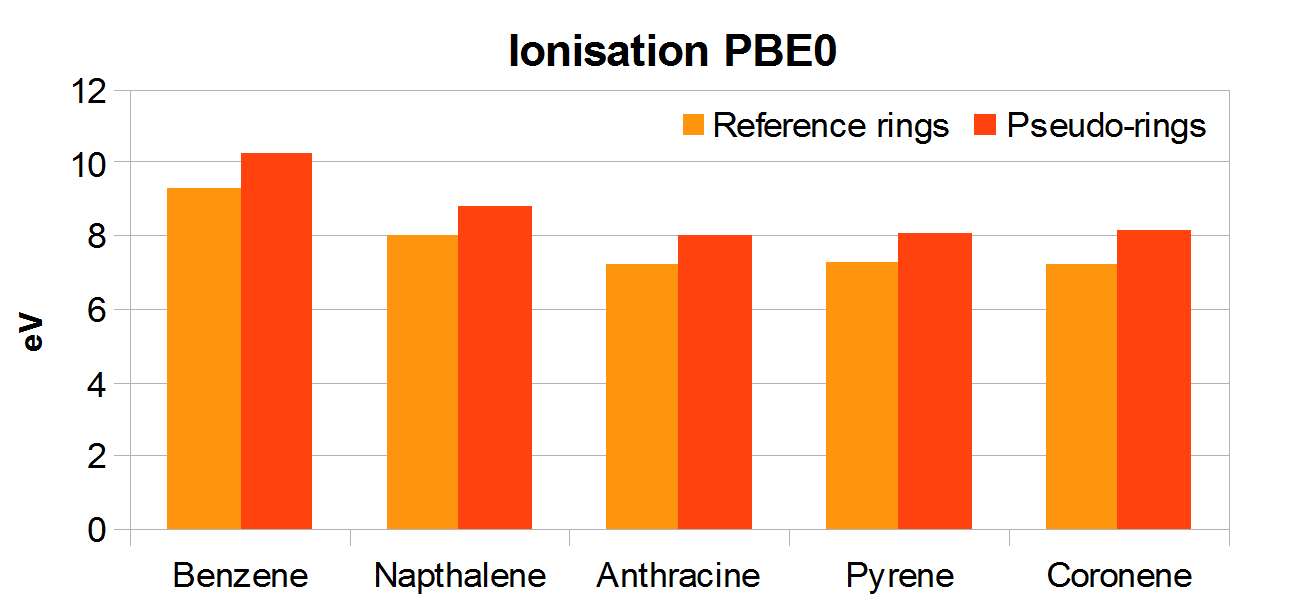 Ionisation PBE0
12
Reference rings Pseudo-rings
10
8
6
eV
4
2
0
Benzene Napthalene Anthracine Pyrene Coronene